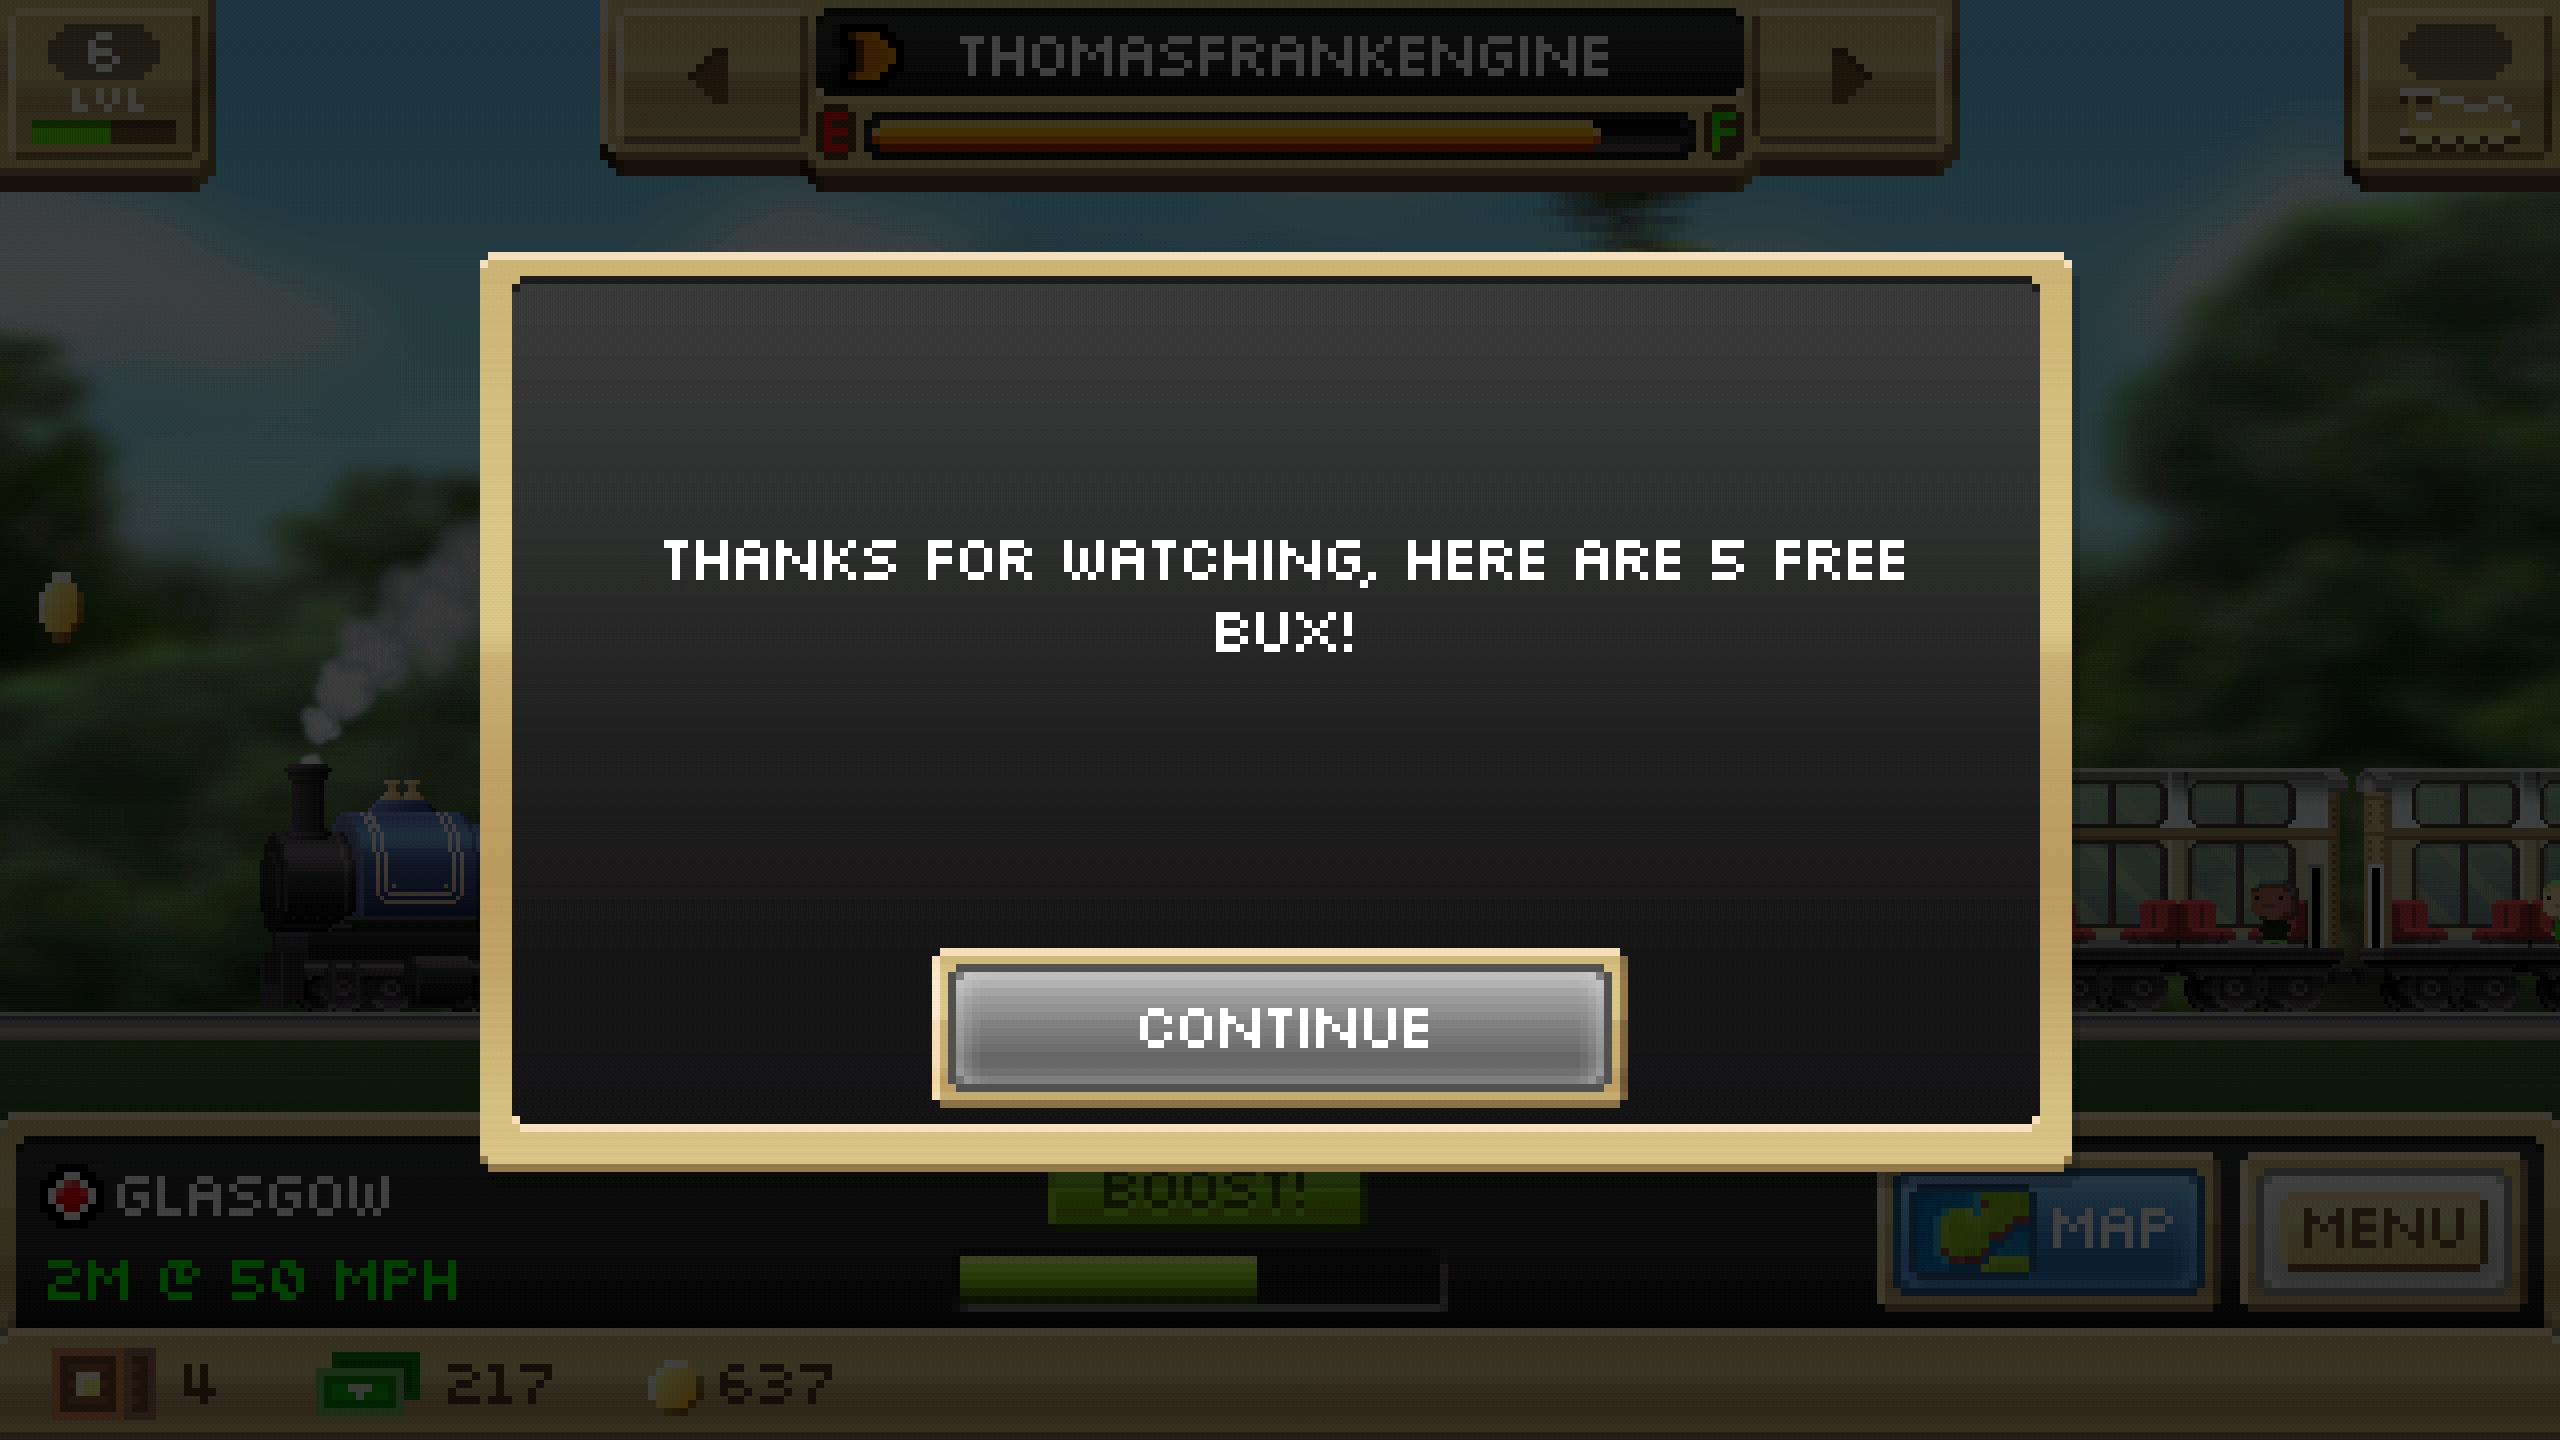 6
LVL
THOMASFRANKENGINE
E F
THANKS FOR WATCHING, HERE ARE 5 FREE
BUX!
CONTINUE
GLASGOW
2M @ 50 MPH
BOOST!
MAP
MENU
4 217 637